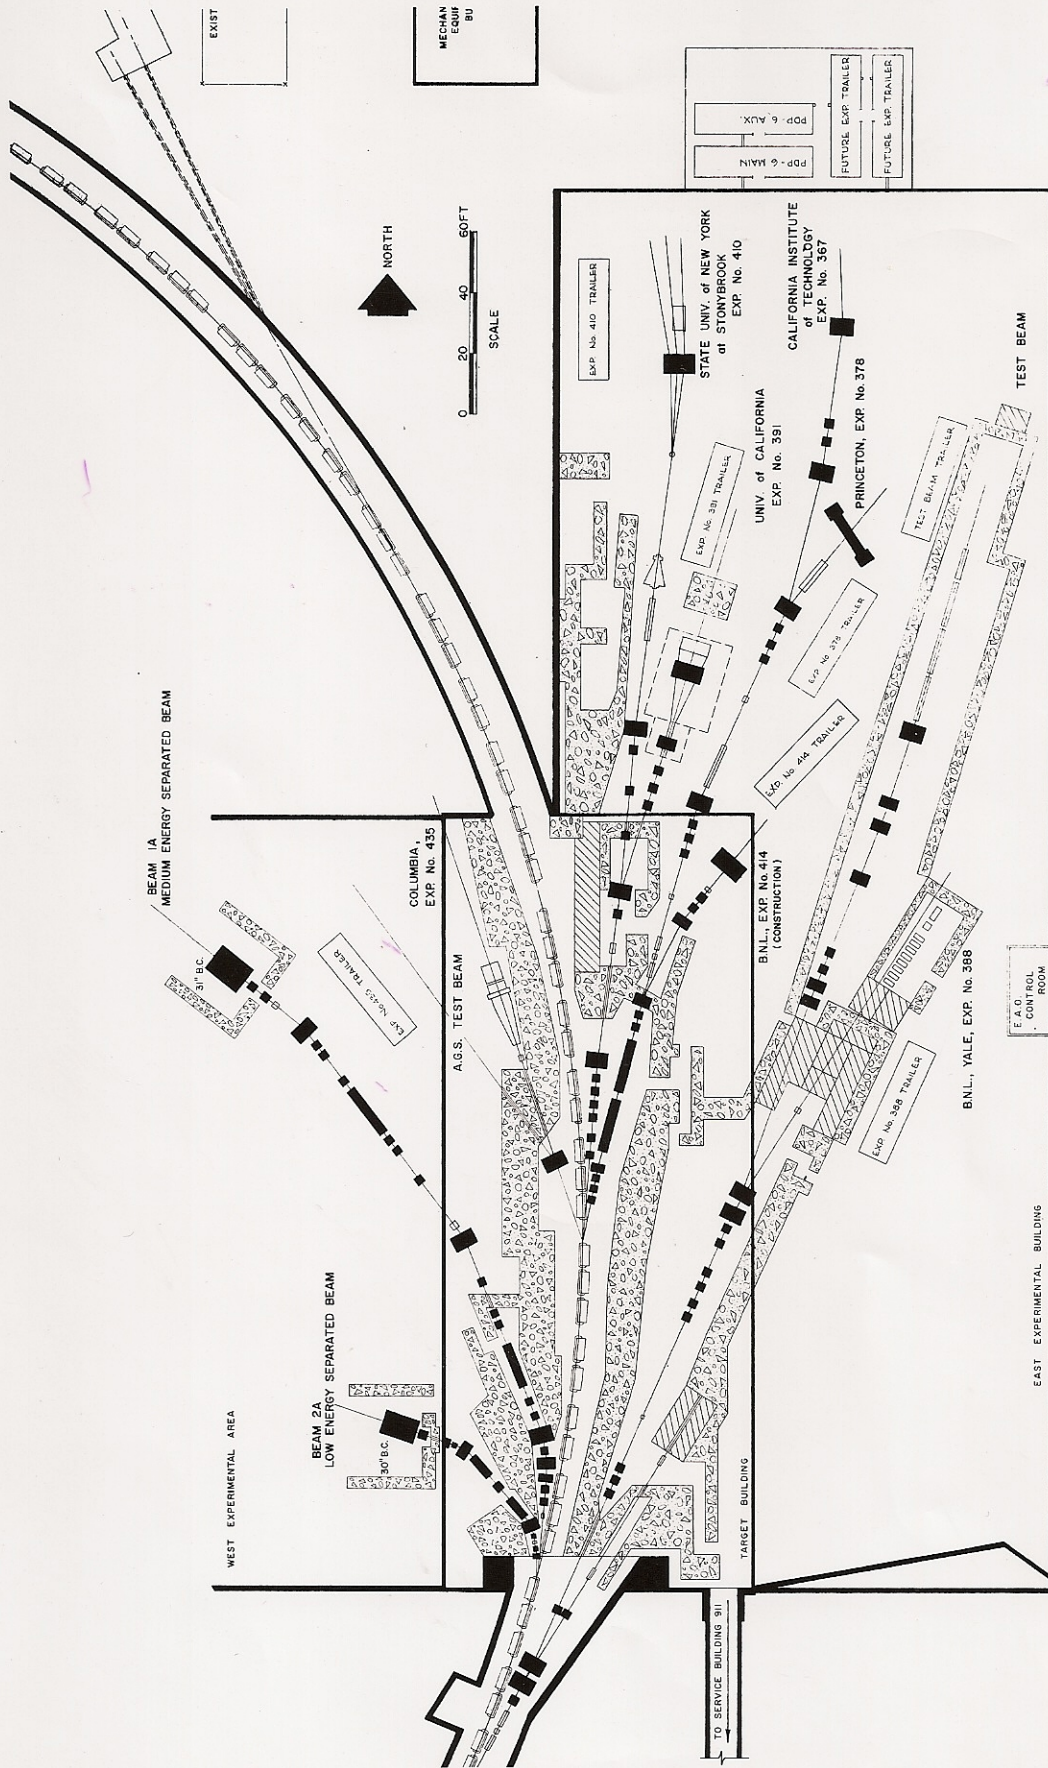 EXIST
MECHAN
EQUIP
BU
PDP-6 AUX.
PDP-6 MAIN
FUTURE EXP. TRAILER
FUTURE EXP. TRAILER
NORTH
0 20 40 60FT
SCALE
EXP. No. 410 TRAILER
STATE UNIV. of NEW YORK
at STONYBROOK
EXP. No. 410
CALIFORNIA INSTITUTE
of TECHNOLOGY
EXP. No. 367
UNIV. of CALIFORNIA
EXP. No. 391
EXP. No. 391 TRAILER
PRINCETON, EXP. No. 378
EXP. No. 378 TRAILER
TEST BEAM TRAILER
TEST BEAM
BEAM 1A
MEDIUM ENERGY SEPARATED BEAM
31" B.C.
COLUMBIA,
EXP. No. 435
EXP No. TRAILER
A.G.S. TEST BEAM
EXP. No. 414 TRAILER
B.N.L., EXP. No. 414
(CONSTRUCTION)
B.N.L., YALE, EXP. No. 388
EXP. No. 388 TRAILER
E.A.O.
CONTROL
ROOM
WEST EXPERIMENTAL AREA
BEAM 2A
LOW ENERGY SEPARATED BEAM
30" B.C.
TARGET BUILDING
EAST EXPERIMENTAL BUILDING
TO SERVICE BUILDING 911